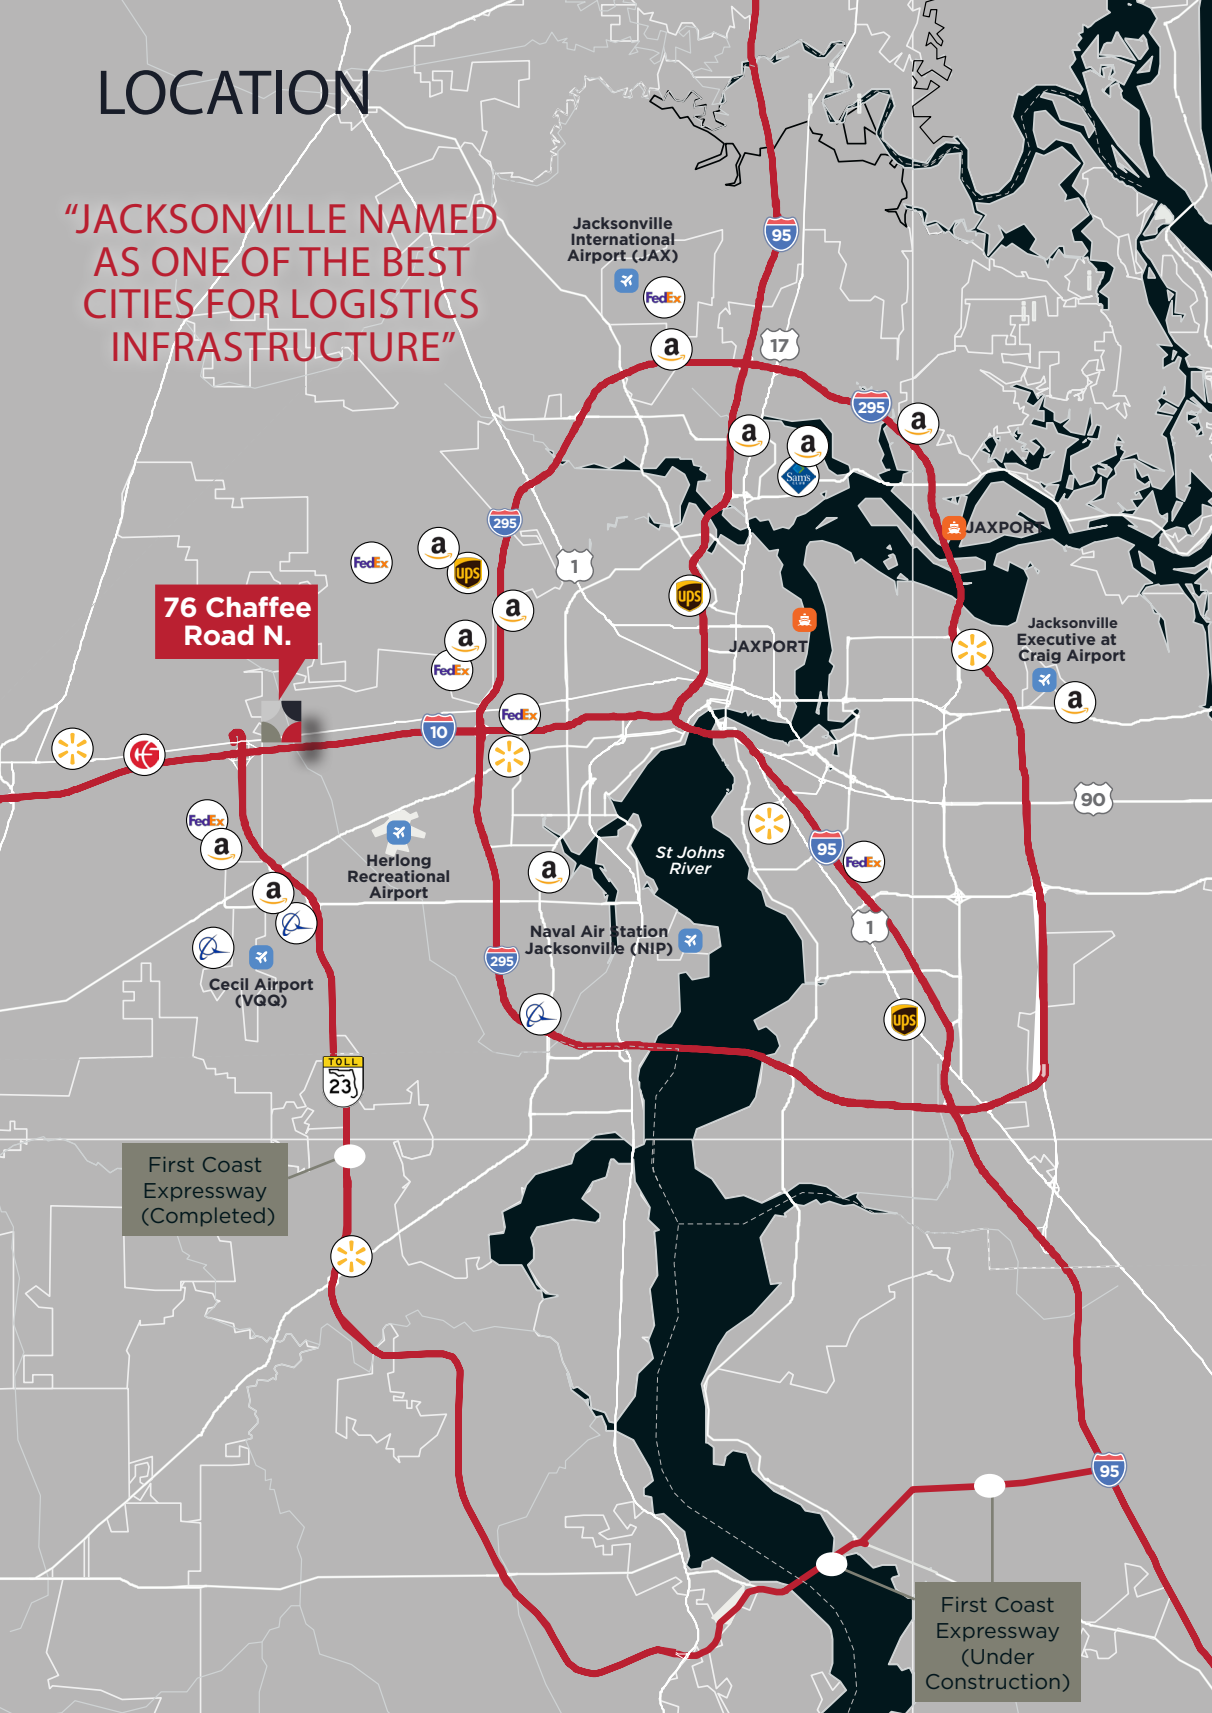 LOCATION
“JACKSONVILLE NAMED
AS ONE OF THE BEST
CITIES FOR LOGISTICS
INFRASTRUCTURE”
Jacksonville
International
Airport (JAX)
FedEx
a
95
17
295
a
a
a
Sam's
CLUB
295
JAXPORT
FedEx
a
ups
1
a
ups
76 Chaffee
Road N.
a
FedEx
JAXPORT
Jacksonville
Executive at
Craig Airport
a
10
FedEx
90
FedEx
a
Herlong
Recreational
Airport
St Johns
River
95
FedEx
a
a
1
Naval Air Station
Jacksonville (NIP)
295
Cecil Airport
(VQQ)
ups
TOLL
23
First Coast
Expressway
(Completed)
95
First Coast
Expressway
(Under
Construction)